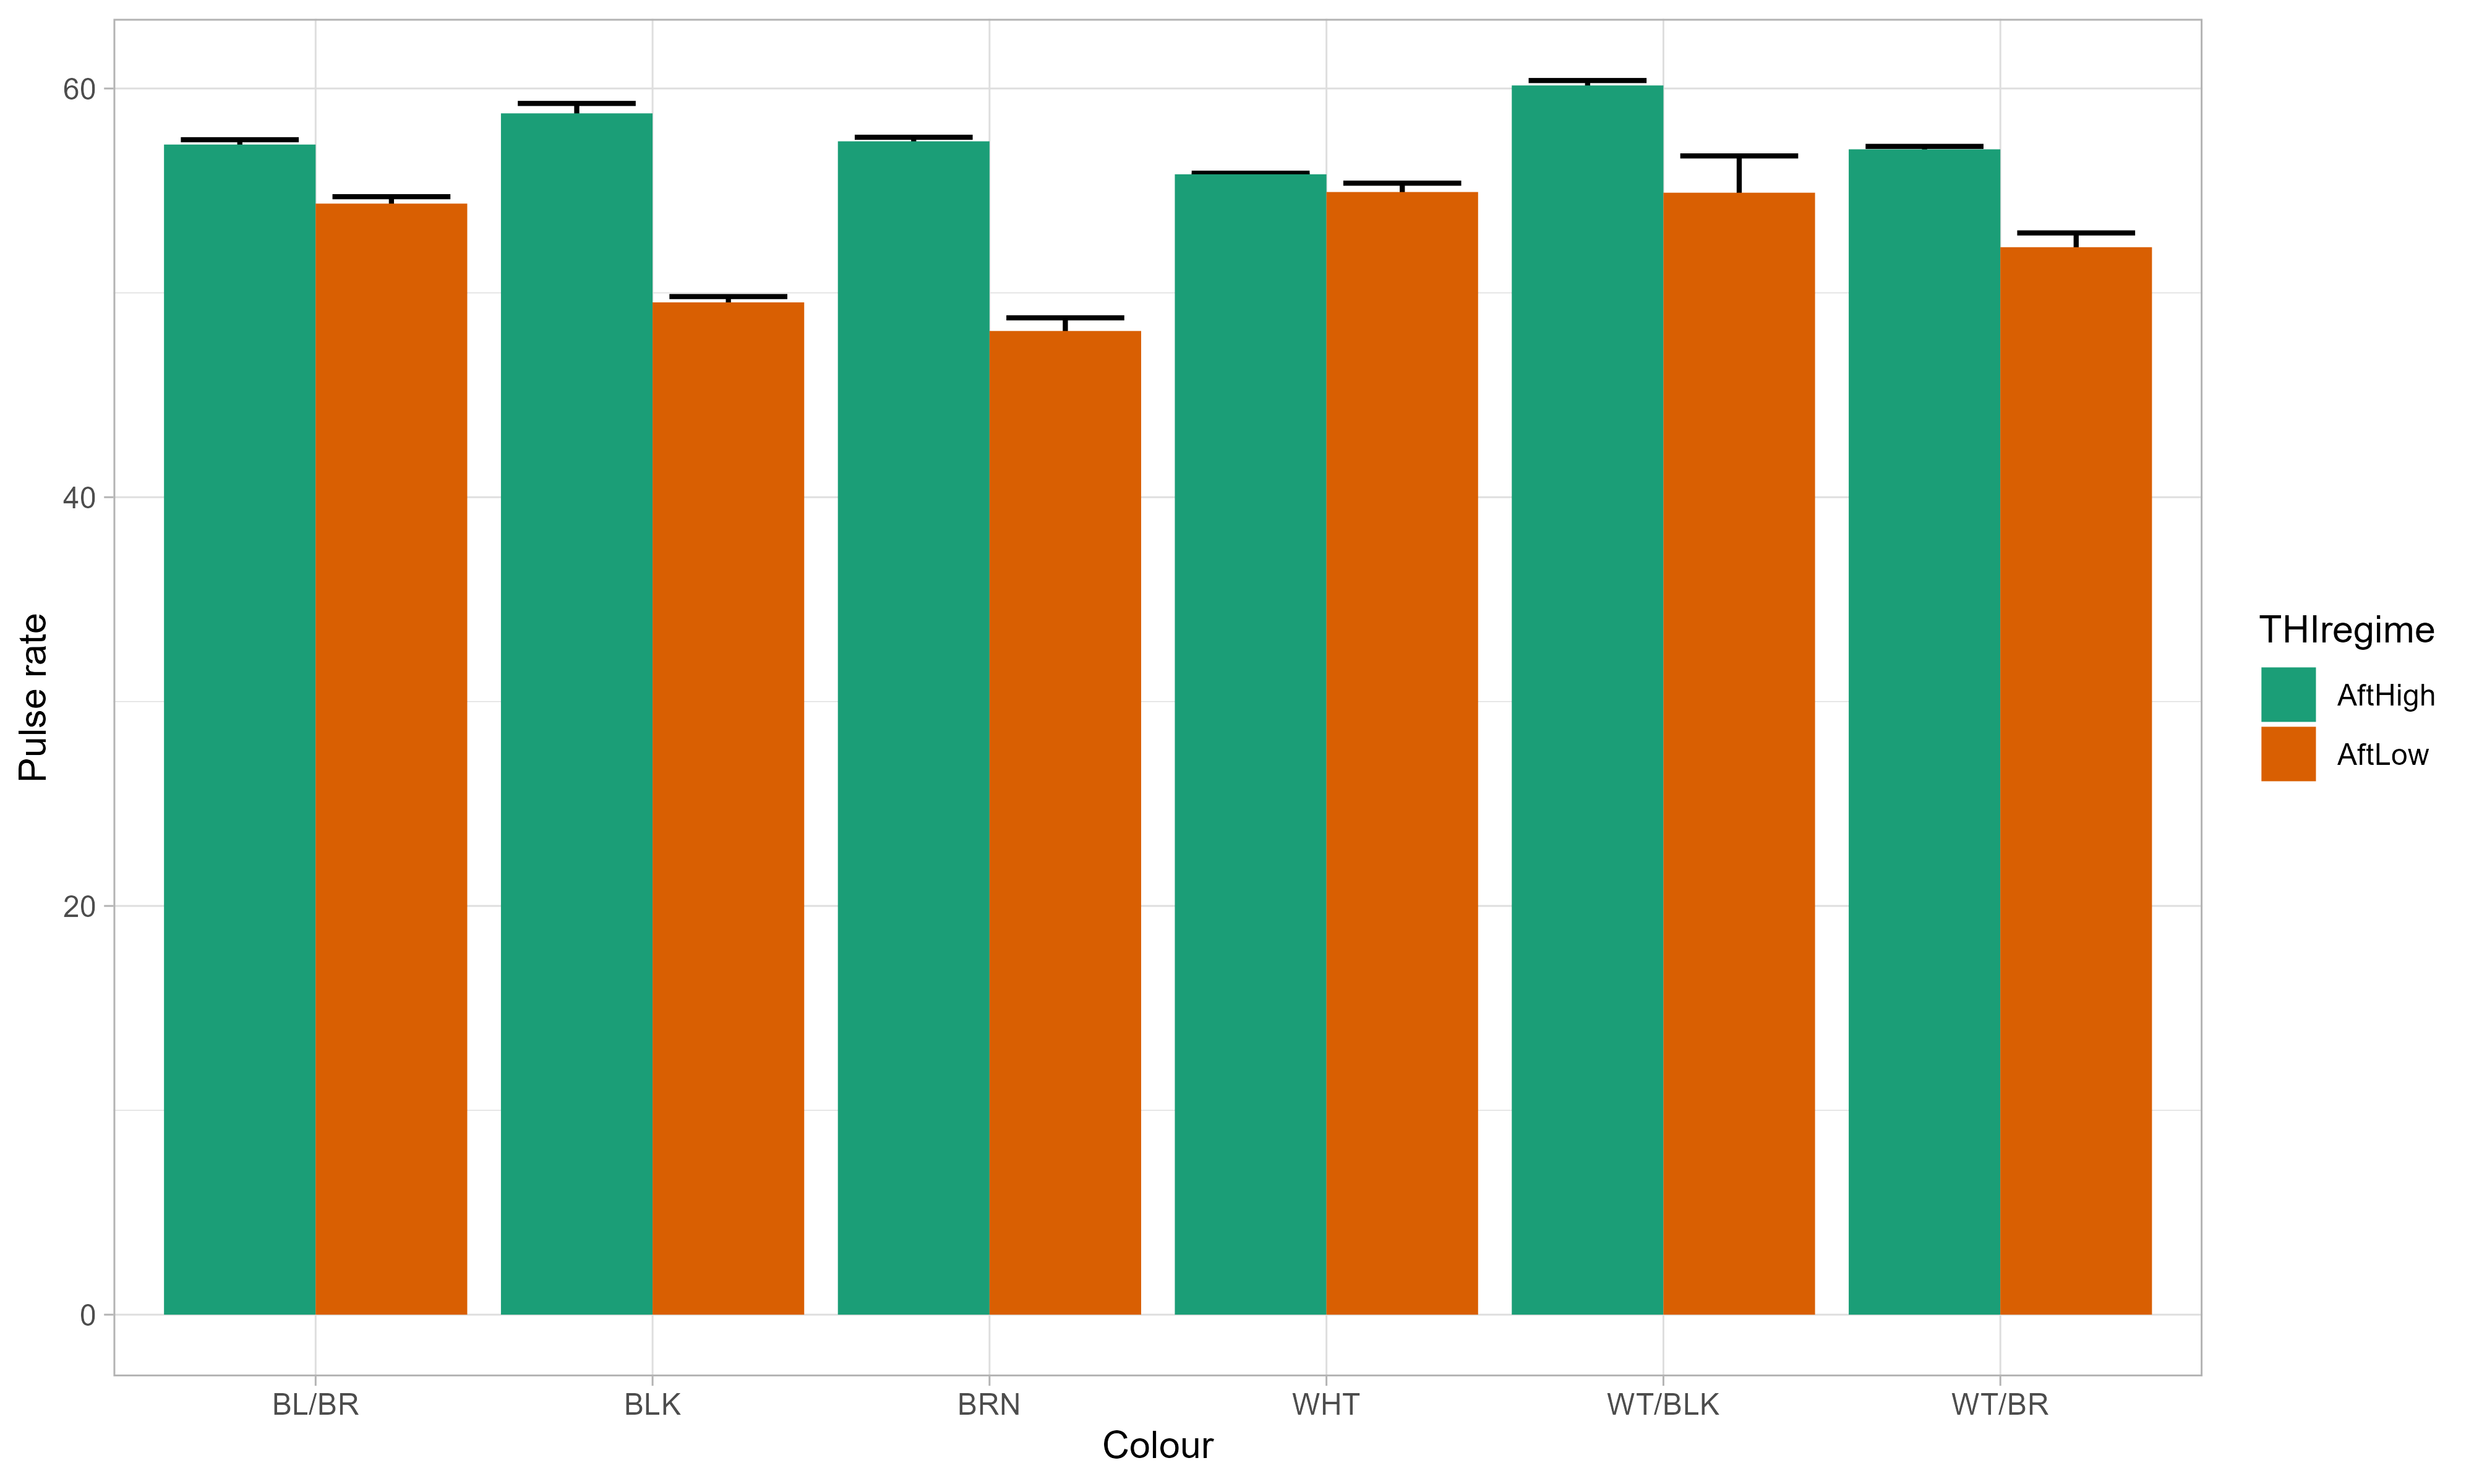 60
40
20
0
Pulse rate
BL/BR BLK BRN WHT WT/BLK WT/BR
Colour
THIregime
AftHigh
AftLow